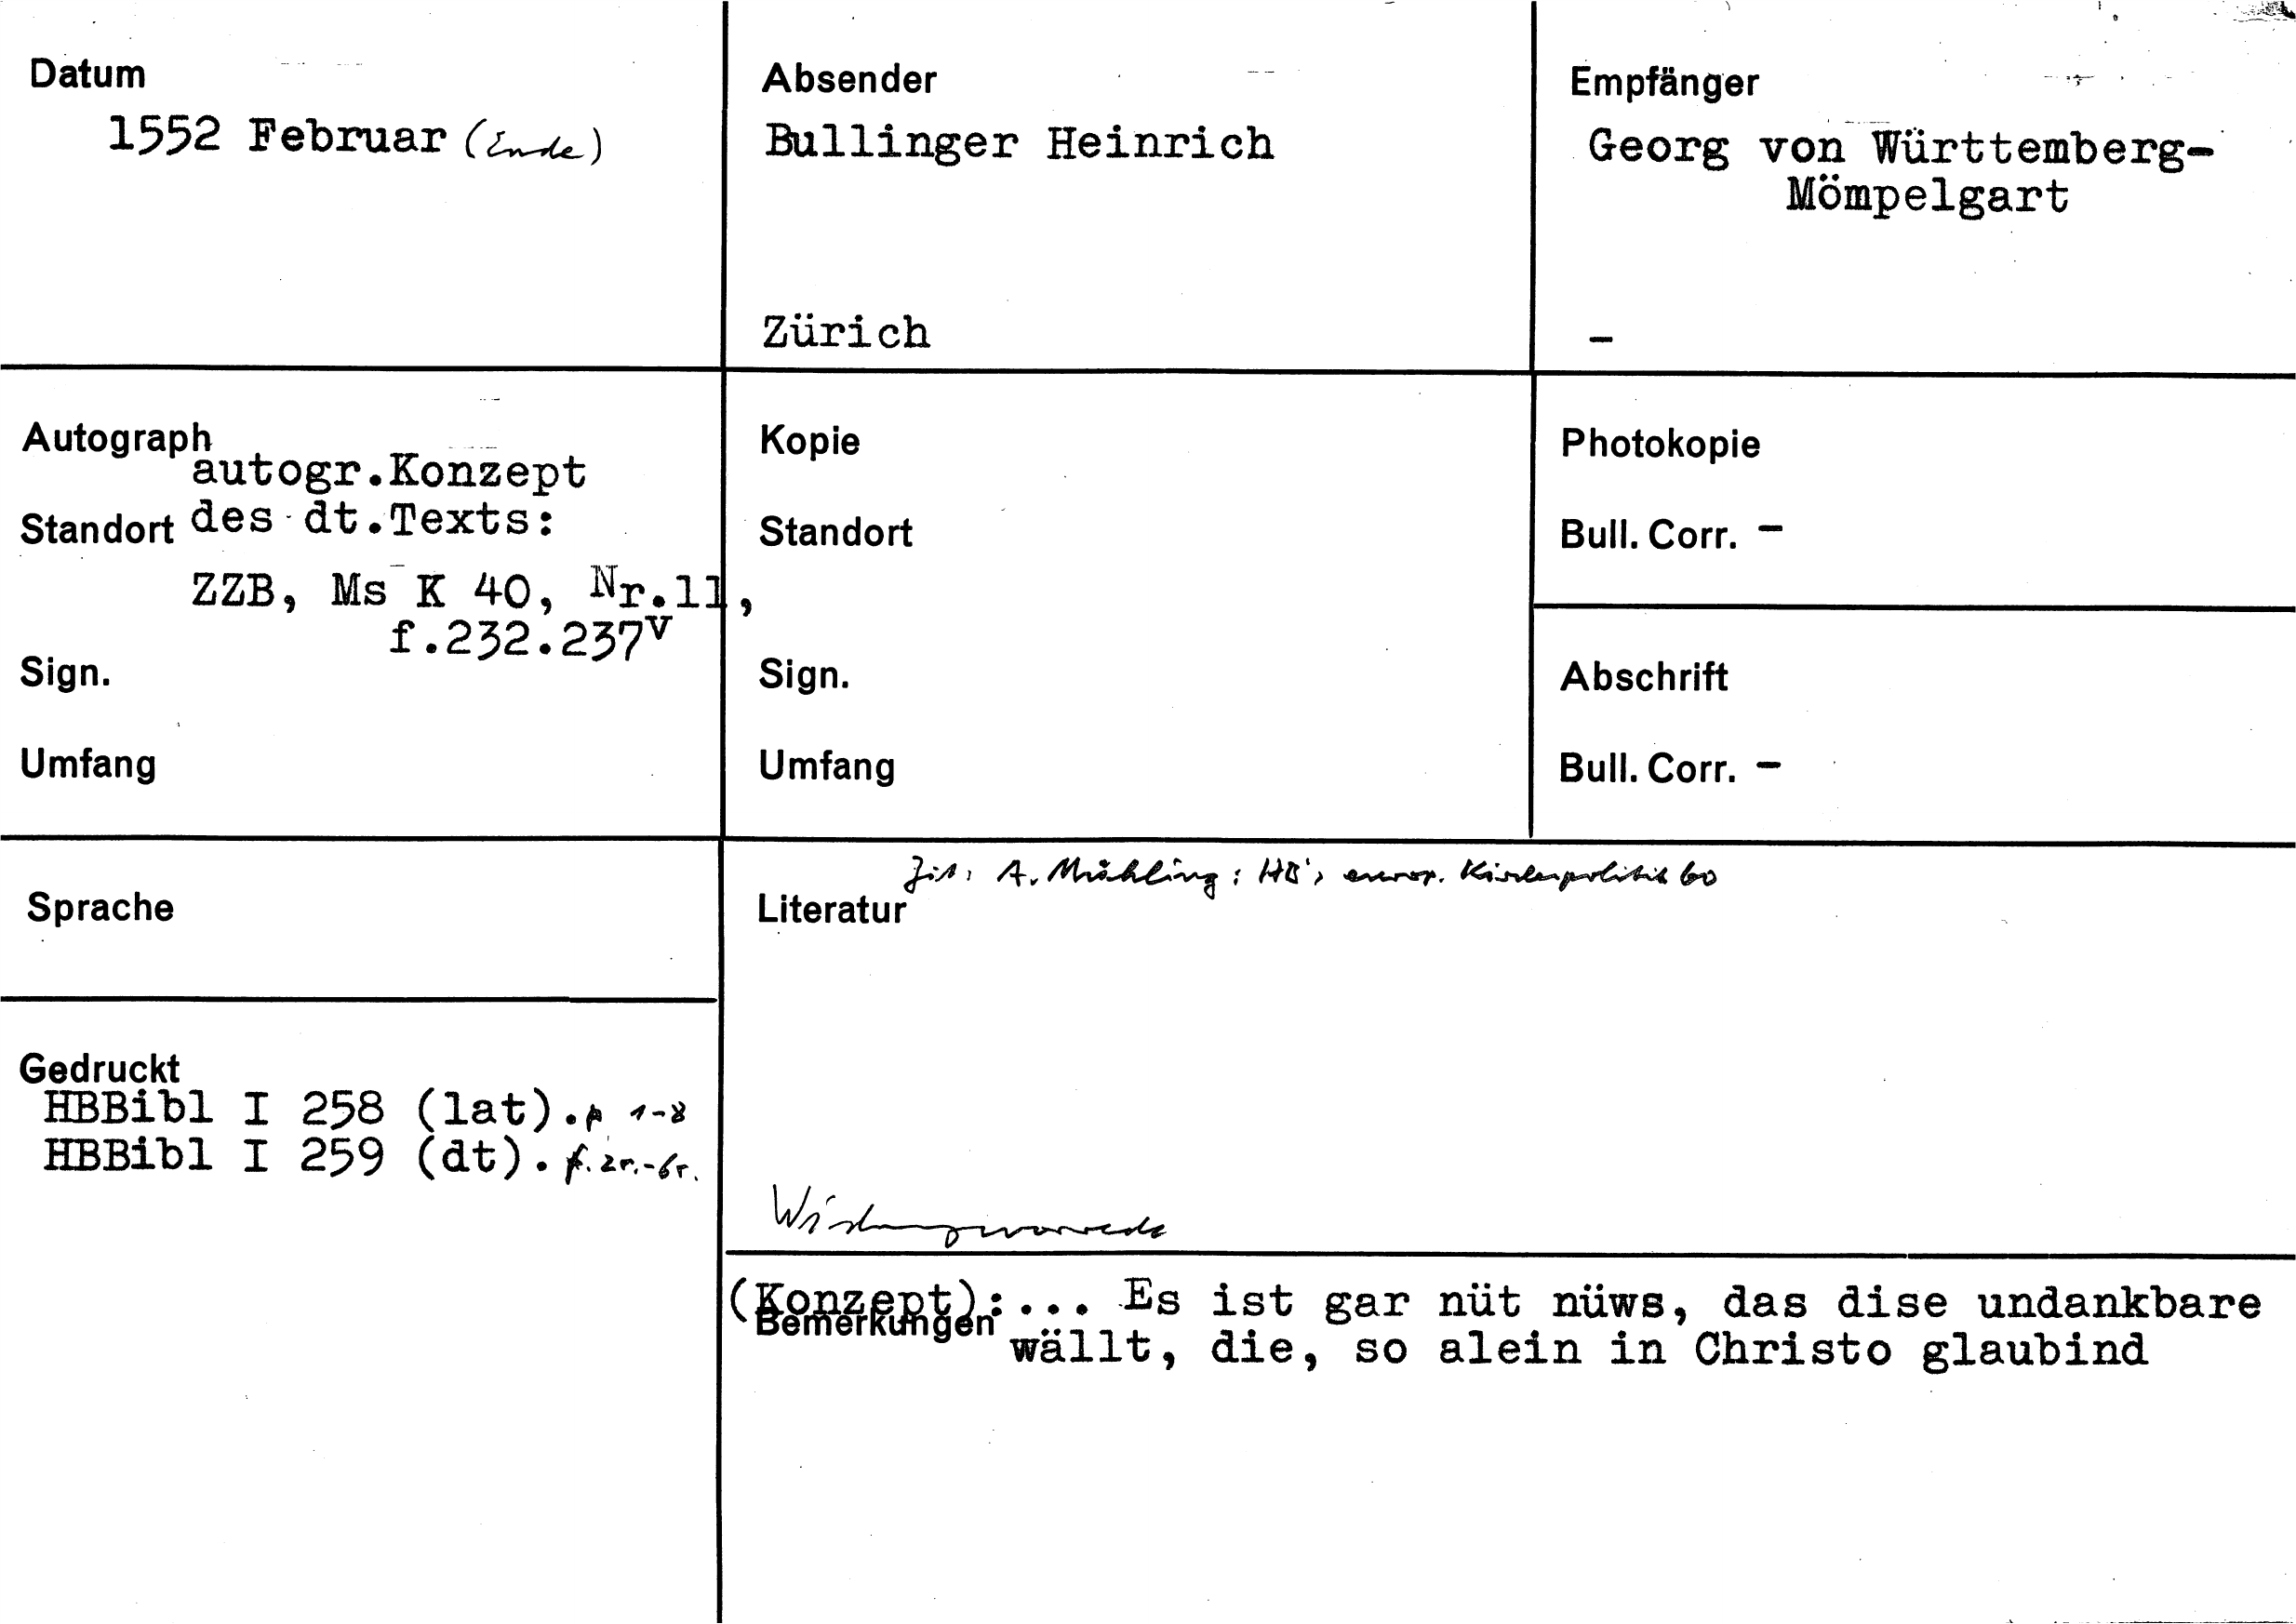 Datum
1552 Februar (Ende)
Absender
Bullinger Heinrich
Zürich
Empfänger
Georg von Württemberg-
Mömpelgart
-
Autograph
autogr.Konzept
Standort des dt.Texts:
ZZB, Ms K 40, Nr.11,
f.232.237v
Sign.
Umfang
Kopie
Standort
Sign.
Umfang
Photokopie
Bull. Corr. -
Abschrift
Bull. Corr. -
Sprache
Gedruckt
HBBibl I 258 (lat). p 1-8
HBBibl I 259 (dt). f. 2r.-6r.
Zit: A. Mühling: HB's europ. Kirchenpolitik 60
Literatur
Widmungsvorrede
(Konzept):... Es ist gar nüt nüws, das dise undankbare
Bemerkungen
wällt, die, so alein in Christo glaubind